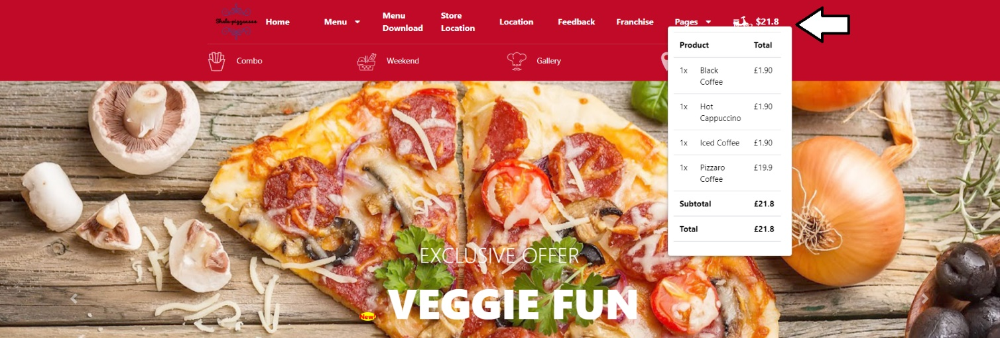 Shale-pizzaaaaa
Home
Menu
Menu
Download
Store
Location
Location
Feedback
Franchise
Pages
$21.8
Combo
Weekend
Gallery
Product Total
1x Black £1.90
Coffee
1x Hot £1.90
Cappuccino
1x Iced Coffee £1.90
1x Pizzaro £19.9
Coffee
Subtotal £21.8
Total £21.8
EXCLUSIVE OFFER
New!
VEGGIE FUN